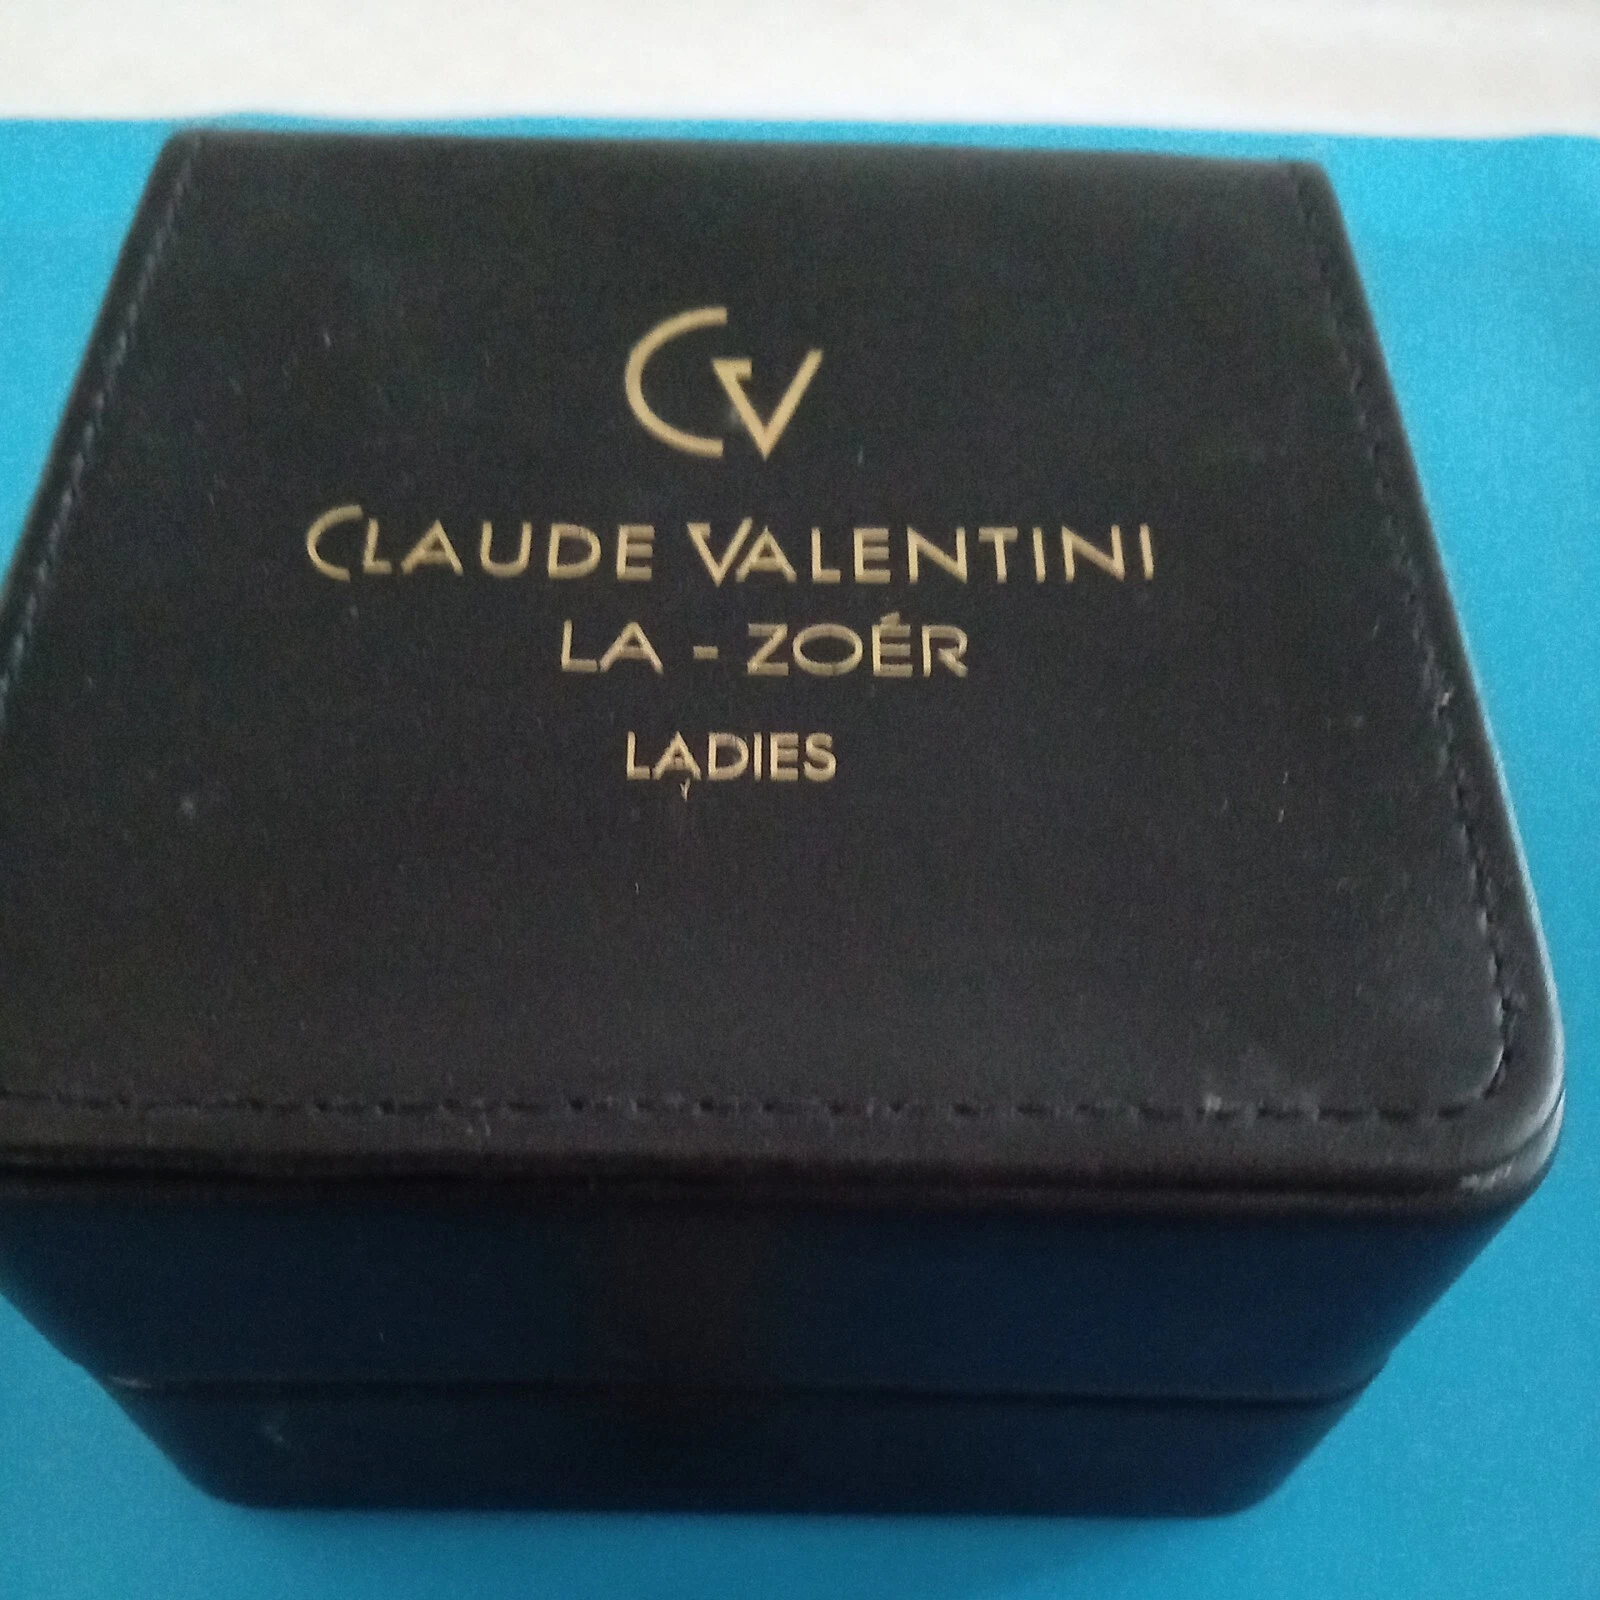 CV
CLAUDE VALENTINI
LA - ZOÉR
LADIES